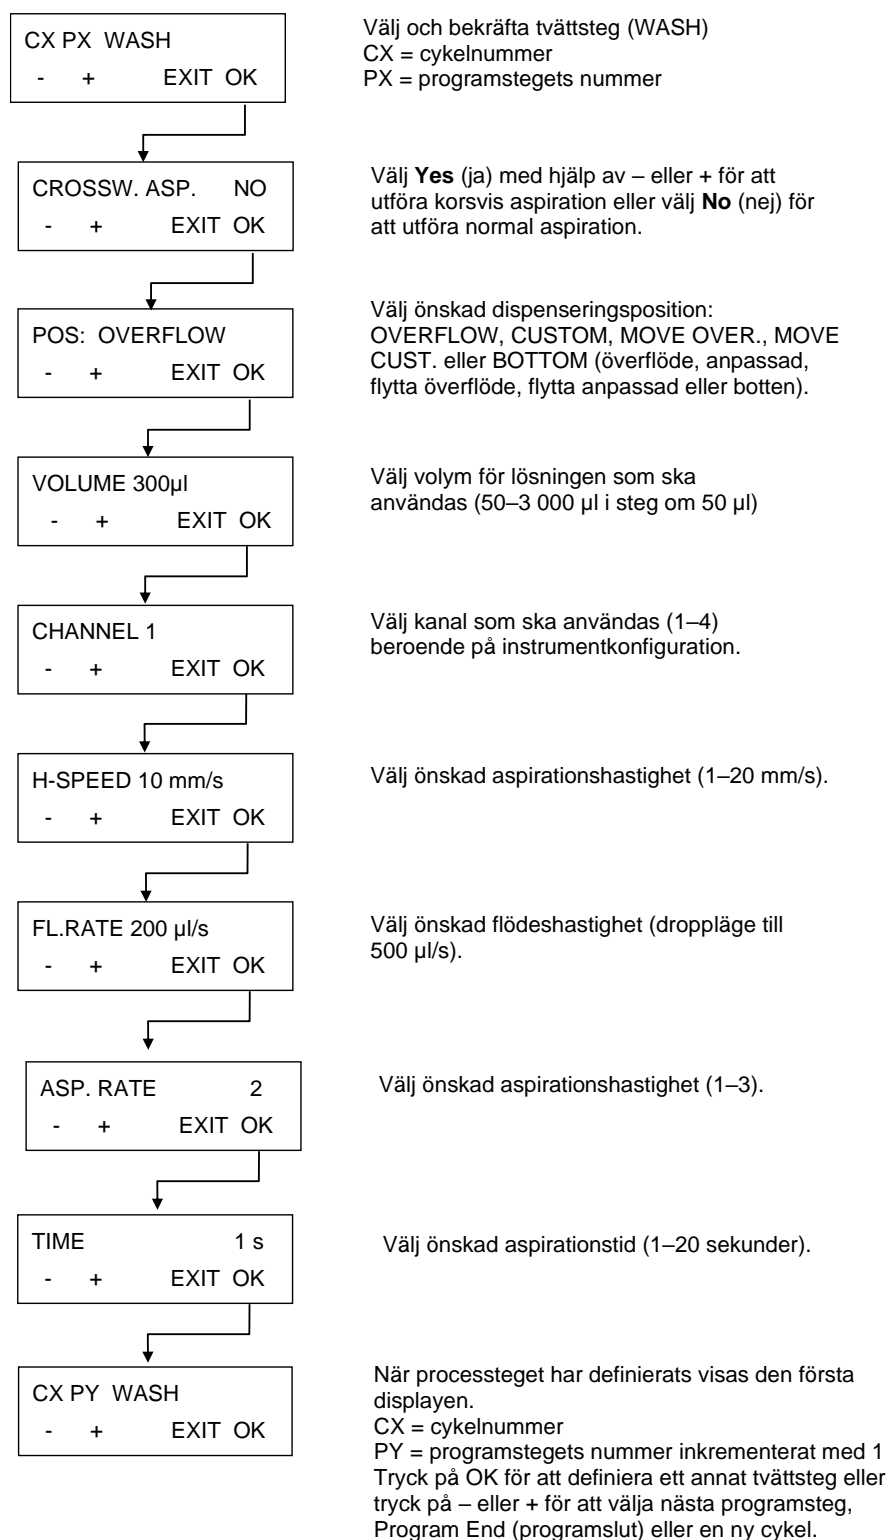 CX PX WASH
- + EXIT OK
Välj och bekräfta tvättsteg (WASH)
CX = cykelnummer
PX = programstegets nummer
CROSSW. ASP. NO
- + EXIT OK
Välj Yes (ja) med hjälp av – eller + för att
utföra korsvis aspiration eller välj No (nej) för
att utföra normal aspiration.
POS: OVERFLOW
- + EXIT OK
Välj önskad dispenseringsposition:
OVERFLOW, CUSTOM, MOVE OVER., MOVE
CUST. eller BOTTOM (överflöde, anpassad,
flytta överflöde, flytta anpassad eller botten).
VOLUME 300µl
- + EXIT OK
Välj volym för lösningen som ska
användas (50–3 000 µl i steg om 50 µl)
CHANNEL 1
- + EXIT OK
Välj kanal som ska användas (1–4)
beroende på instrumentkonfiguration.
H-SPEED 10 mm/s
- + EXIT OK
Välj önskad aspirationshastighet (1–20 mm/s).
FL.RATE 200 µl/s
- + EXIT OK
Välj önskad flödeshastighet (droppläge till
500 µl/s).
ASP. RATE 2
- + EXIT OK
Välj önskad aspirationshastighet (1–3).
TIME 1 s
- + EXIT OK
Välj önskad aspirationstid (1–20 sekunder).
CX PY WASH
- + EXIT OK
När processteget har definierats visas den första
displayen.
CX = cykelnummer
PY = programstegets nummer inkrementerat med 1
Tryck på OK för att definiera ett annat tvättsteg eller
tryck på – eller + för att välja nästa programsteg,
Program End (programslut) eller en ny cykel.